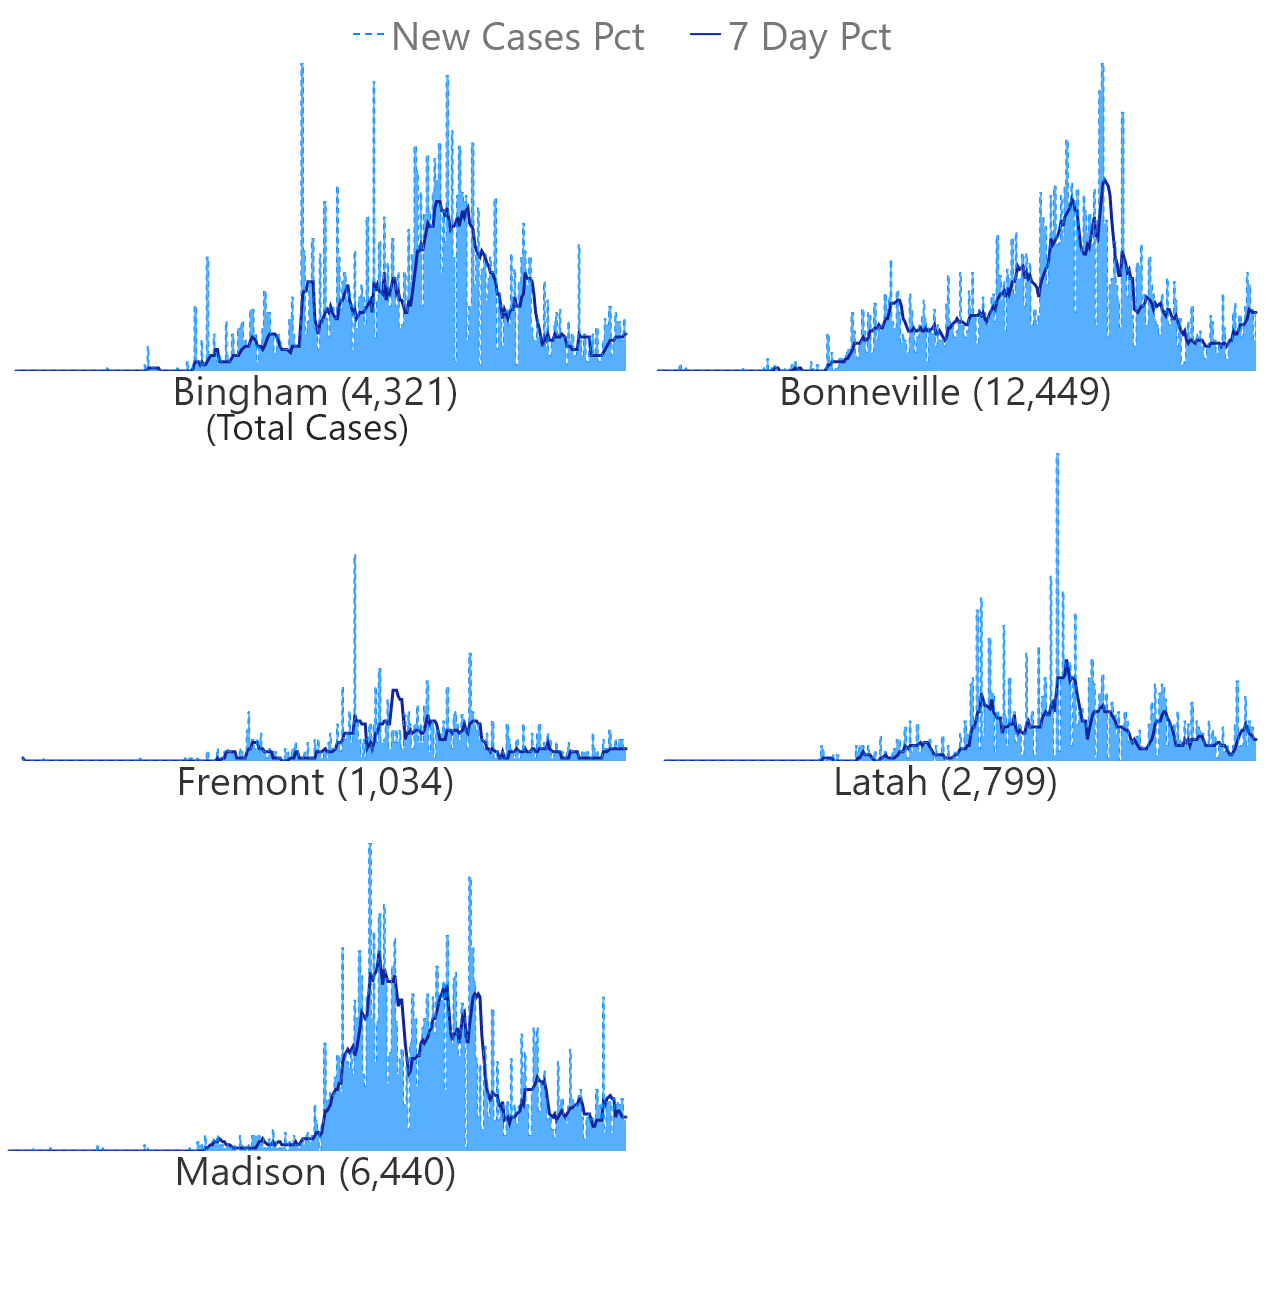 New Cases Pct 7 Day Pct
Bingham (4,321)
(Total Cases)
Bonneville (12,449)
Fremont (1,034)
Latah (2,799)
Madison (6,440)